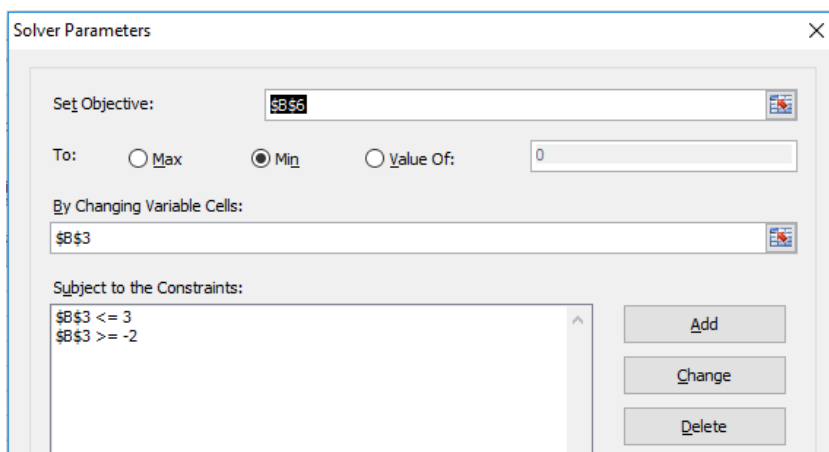 Solver Parameters
Set Objective: $B$6
To: Max Min Value Of: 0
By Changing Variable Cells:
$B$3
Subject to the Constraints:
$B$3 <= 3
$B$3 >= -2
Add
Change
Delete